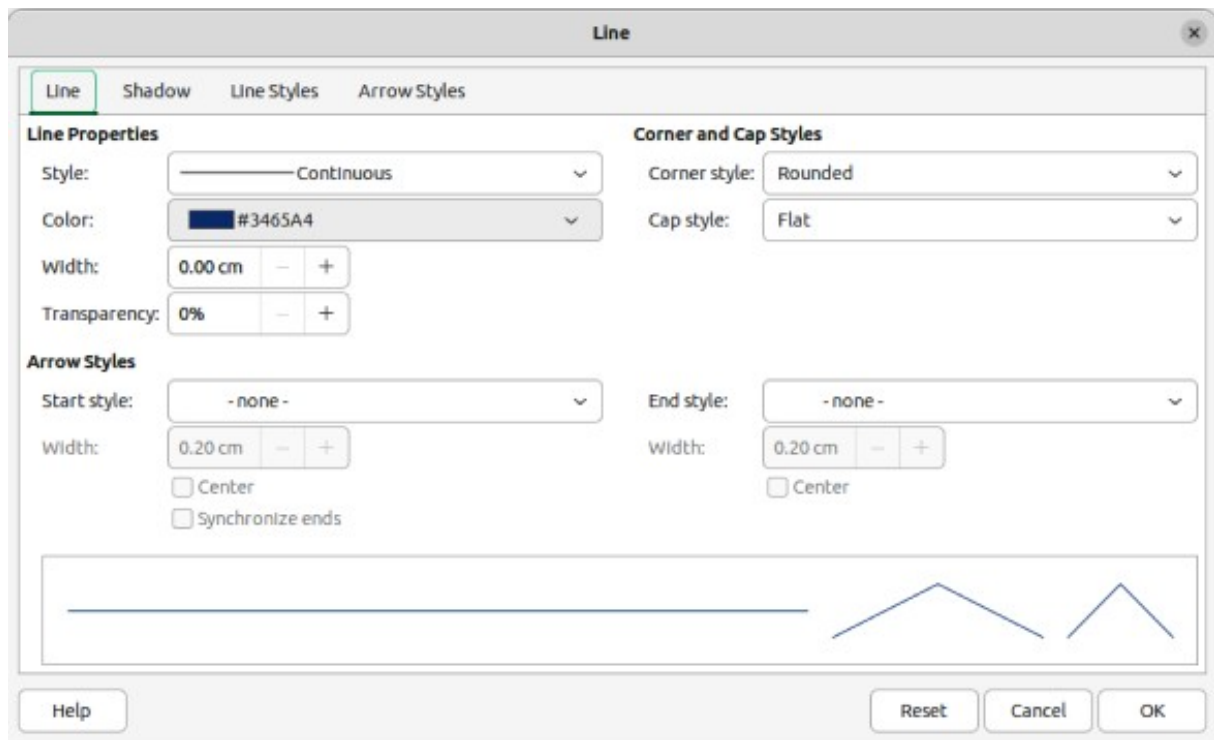 Line
Line Shadow Line Styles Arrow Styles
Line Properties
Style: Continuous
Color: #3465A4
Width: 0.00 cm
Transparency: 0%
Corner and Cap Styles
Corner style: Rounded
Cap style: Flat
Arrow Styles
Start style: - none -
Width: 0.20 cm
Center
Synchronize ends
End style: - none -
Width: 0.20 cm
Center
Help Reset Cancel OK